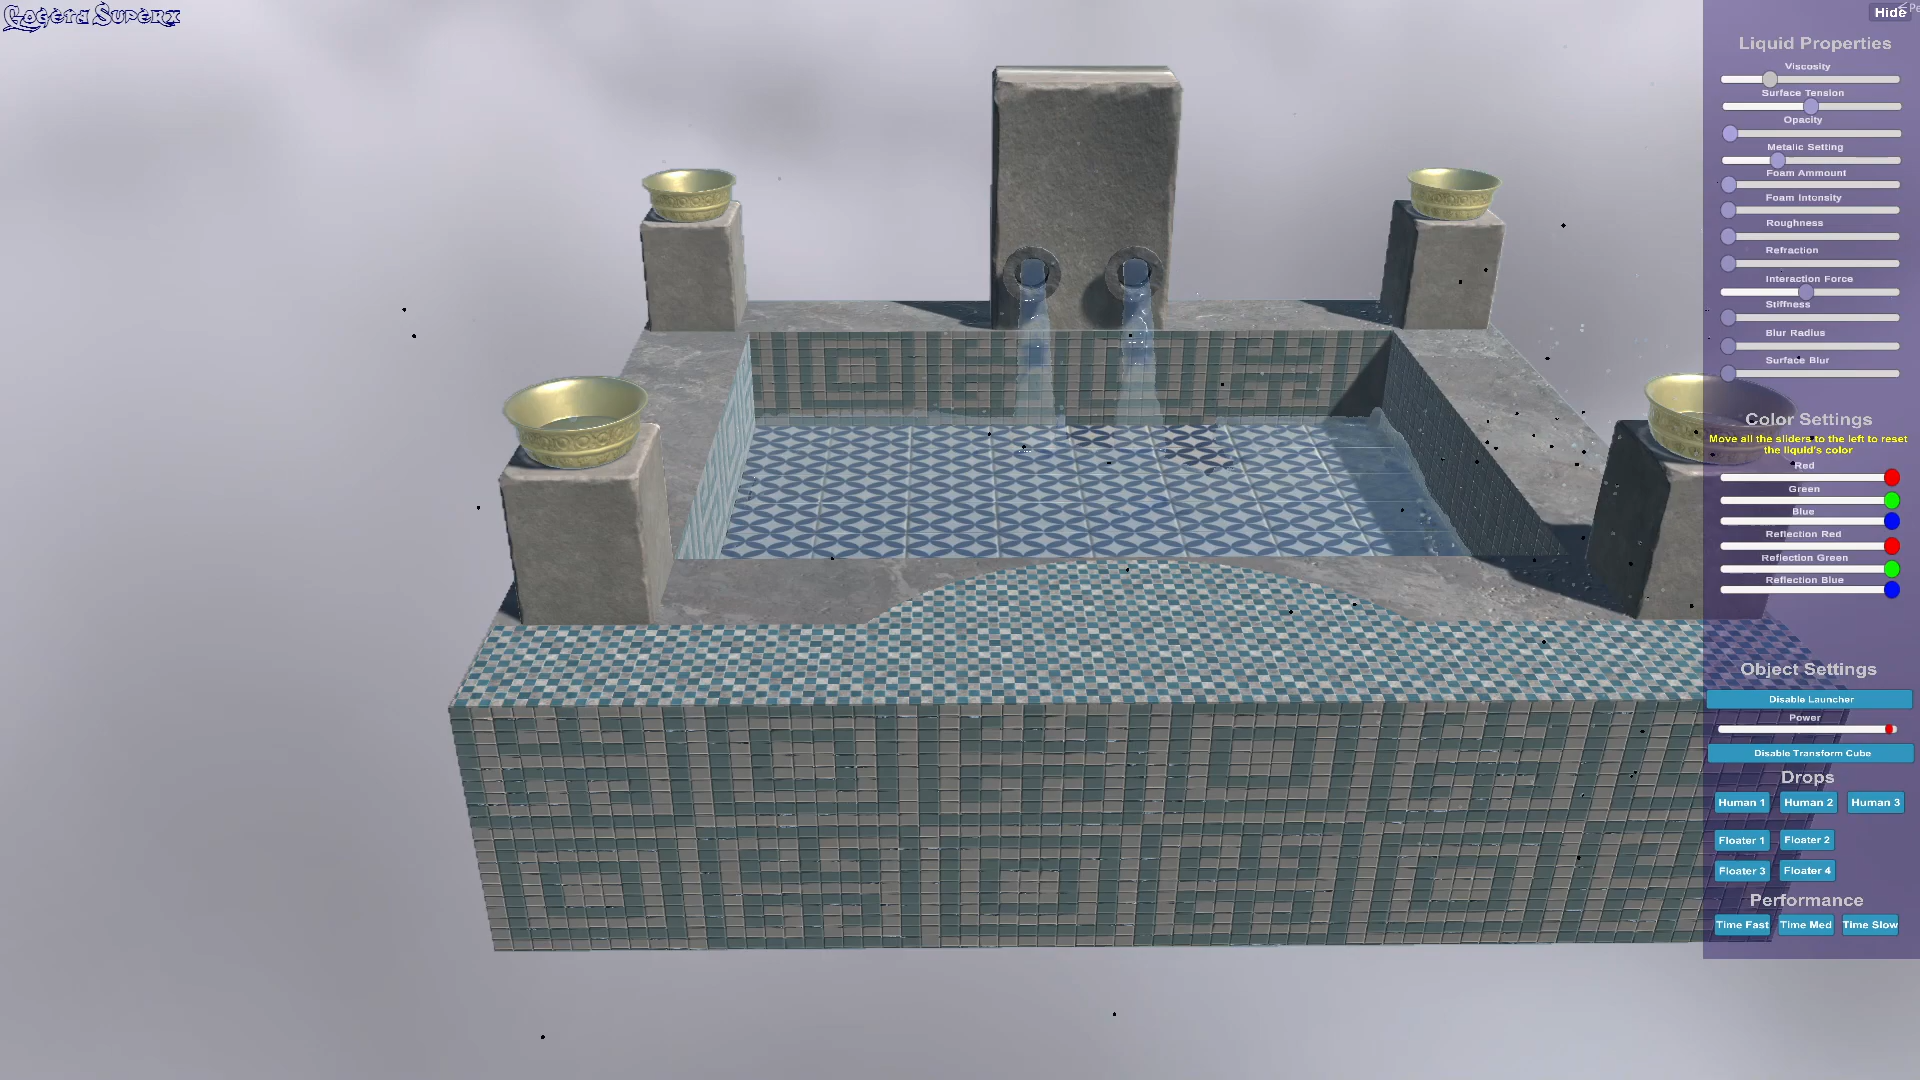 Hide
Liquid Properties
Viscosity
Surface Tension
Opacity
Metalic Setting
Foam Ammount
Foam Intonsity
Roughness
Refraction
Interaction Force
Stiffness
Blur Radius
Surface Blur
Color Settings
Move all the sliders to the left to reset
the liquid's color
Red
Green
Blue
Reflection Red
Reflection Green
Reflection Blue
Object Settings
Disable Launcher
Power
Disable Transform Cube
Drops
Human 1 Human 2 Human 3
Floater 1 Floater 2
Floater 3 Floater 4
Performance
Time Fast Time Med Time Slow